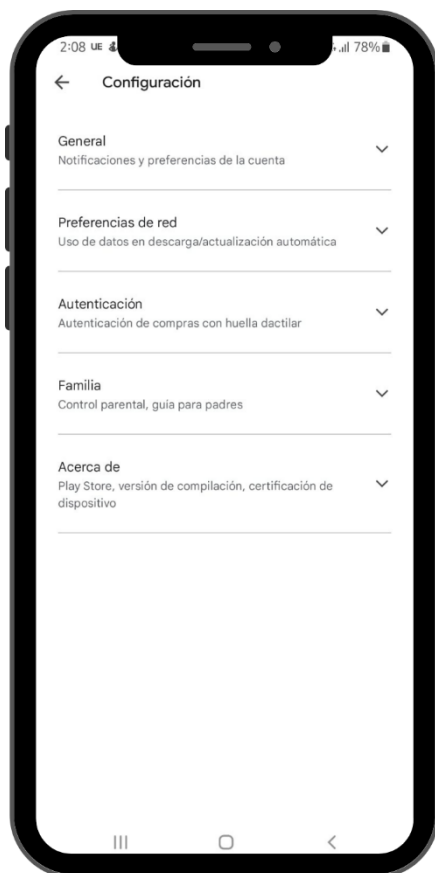 2:08 UE
78%
Configuración
General
Notificaciones y preferencias de la cuenta
Preferencias de red
Uso de datos en descarga/actualización automática
Autenticación
Autenticación de compras con huella dactilar
Familia
Control parental, guía para padres
Acerca de
Play Store, versión de compilación, certificación de
dispositivo